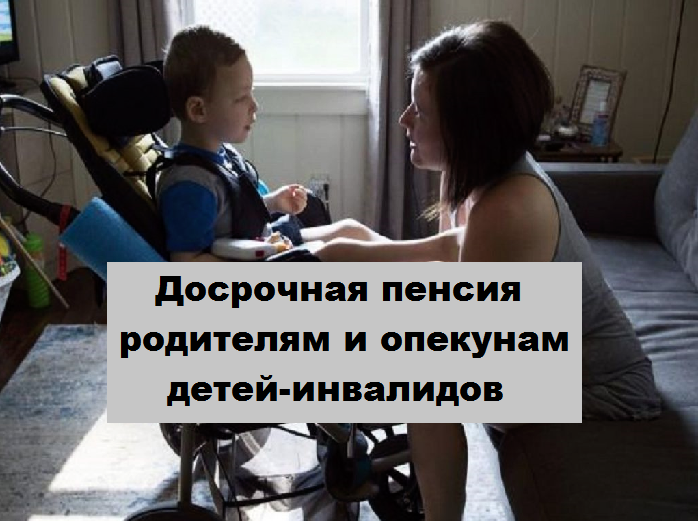 Досрочная пенсия
родителям и опекунам
детей-инвалидов